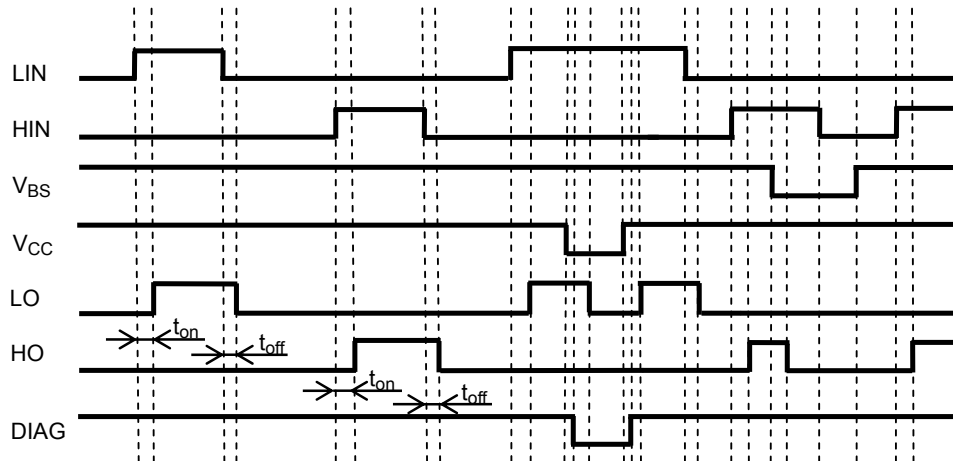 LIN
HIN
VBS
VCC
LO
ton
toff
HO
ton
toff
DIAG